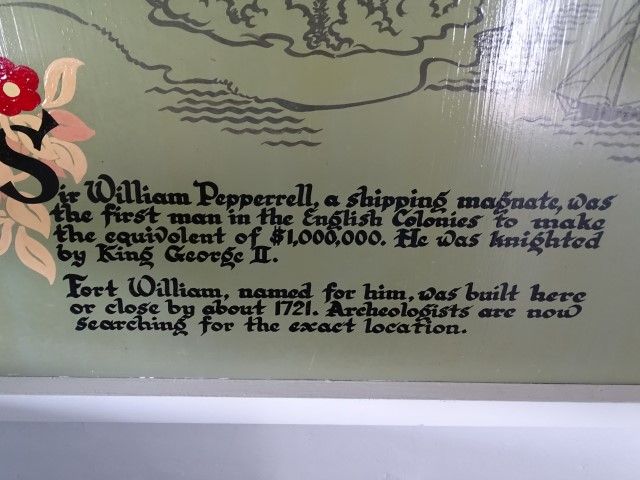 Sir William Pepperrell, a shipping magnate, was
the first man in the English Colonies to make
the equivolent of $1,000,000. He was knighted
by King George II.
Fort William, named for him, was built here
or close by about 1721. Archeologists are now
searching for the exact location.